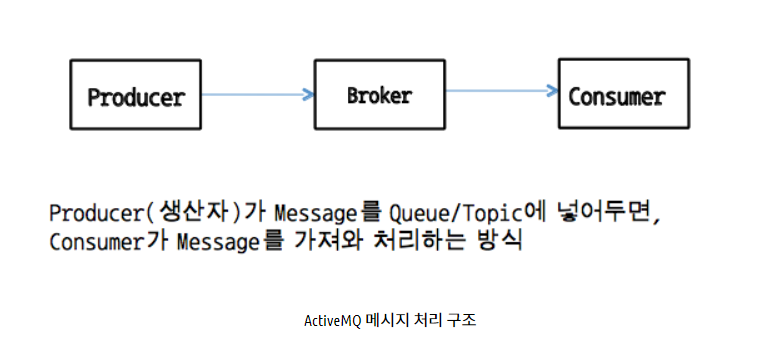 Producer
Broker
Consumer
Producer(생산자)가 Message를 Queue/Topic에 넣어두면,
Consumer가 Message를 가져와 처리하는 방식
ActiveMQ 메시지 처리 구조